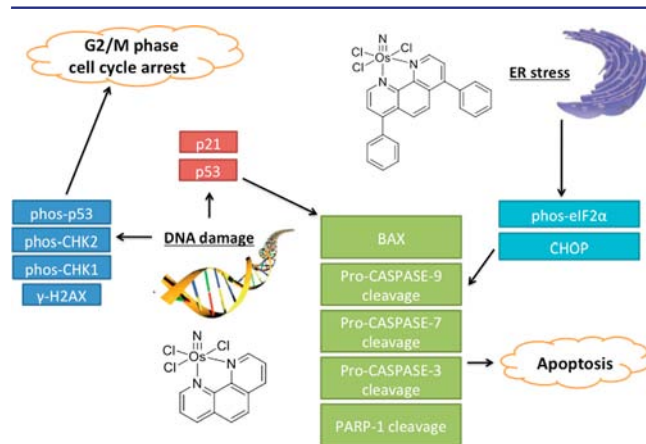 G2/M phase
cell cycle arrest
N
Cl
Cl
Cl
Os
N
N
ER stress
p21
p53
phos-p53
phos-CHK2
phos-CHK1
γ-H2AX
DNA damage
BAX
Pro-CASPASE-9
cleavage
Pro-CASPASE-7
cleavage
Pro-CASPASE-3
cleavage
PARP-1 cleavage
phos-eIF2α
CHOP
N
Cl
Cl
Cl
Os
N
N
Apoptosis